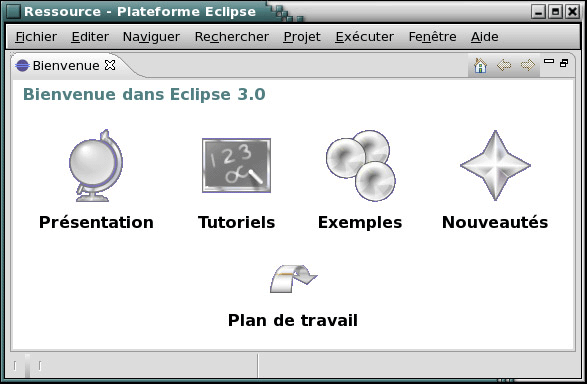 Ressource - Plateforme Eclipse
Fichier Editer Naviguer Rechercher Projet Exécuter Fenêtre Aide
Bienvenue
Bienvenue dans Eclipse 3.0
1 2 3
Présentation Tutoriels Exemples Nouveautés
Plan de travail